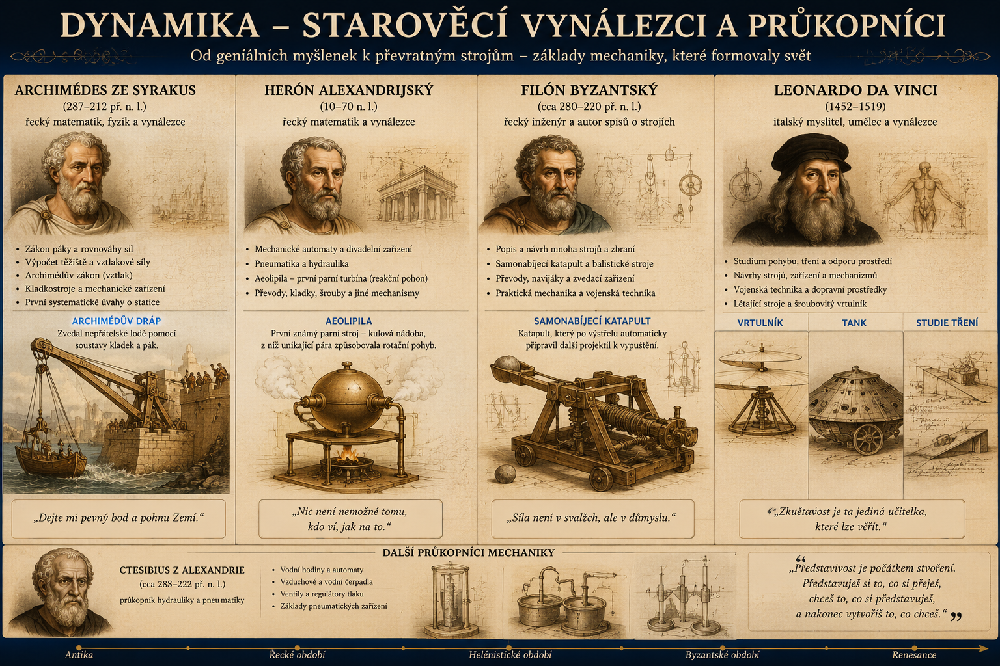 DYNAMIKA – STAROVĚCÍ VYNÁLEZCI A PRŮKOPNÍCI
Od geniálních myšlenek k převratným strojům – základy mechaniky, které formovaly svět
ARCHIMÉDES ZE SYRAKUS
(287–212 př. n. l.)
řecký matematik, fyzik a vynálezce
• Zákon páky a rovnováhy sil
• Výpočet těžiště a vztlakové síly
• Archimédův zákon (vztlak)
• Kladkostroje a mechanické zařízení
• První systematické úvahy o statice
ARCHIMÉDŮV DRÁP
Zvedal nepřátelské lodě pomocí
soustavy kladek a pák.
„Dejte mi pevný bod a pohnu Zemí.“
HERÓN ALEXANDRIJSKÝ
(10–70 n. l.)
řecký matematik a vynálezce
• Mechanické automaty a divadelní zařízení
• Pneumatika a hydraulika
• Aeolipila – první parní turbína (reakční pohon)
• Převody, kladky, šrouby a jiné mechanismy
AEOLIPILA
První známý parní stroj – kulová nádoba,
z níž unikající pára způsobovala rotační pohyb.
„Nic není nemožné tomu,
kdo ví, jak na to.“
FILÓN BYZANTSKÝ
(cca 280–220 př. n. l.)
řecký inženýr a autor spisů o strojích
• Popis a návrh mnoha strojů a zbraní
• Samonabíjecí katapult a balistické stroje
• Převody, navijáky a zvedací zařízení
• Praktická mechanika a vojenská technika
SAMONABÍJECÍ KATAPULT
Katapult, který po výstřelu automaticky
připravil další projektil k vypuštění.
„Síla není v svalžch, ale v důmyslu.“
LEONARDO DA VINCI
(1452–1519)
italský myslitel, umělec a vynálezce
• Studium pohybu, tření a odporu prostředí
• Návrhy strojů, zařízení a mechanizmů
• Vojenská technika a dopravní prostředky
• Létající stroje a šroubovitý vrtulník
VRTULNÍK
TANK
STUDIE TŘENÍ
„Zkuětavost je ta jediná učitelka,
které lze věřít.“
DALŠÍ PRŮKOPNÍCI MECHANIKY
CTESIBIUS Z ALEXANDRIE
(cca 288–222 př. n. l.)
průkopník hydrauliky a pneumatiky
• Vodní hodiny a automaty
• Vzduchové a vodní čerpadla
• Ventily a regulátory tlaku
• Základy pneumatických zařízení
„Představivost je počátkem stvoření.
Představuješ si to, co si přeješ,
chceš to, co si představuješ,
a nakonec vytvoříš to, co chceš.“
Antika
Řecké období
Helénistické období
Byzantské období
Renesance